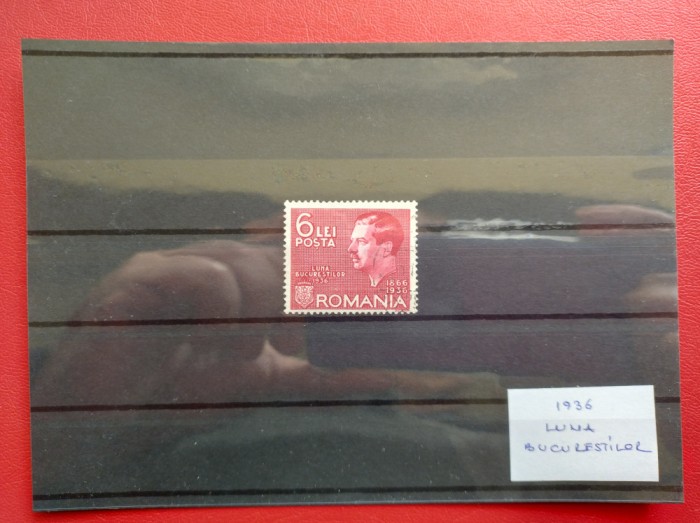 6 LEI
POSTA
LUNA
BUCURESTILOR
1936
1866
1936
ROMANIA
1936
LUNA
BUCURESTILOR